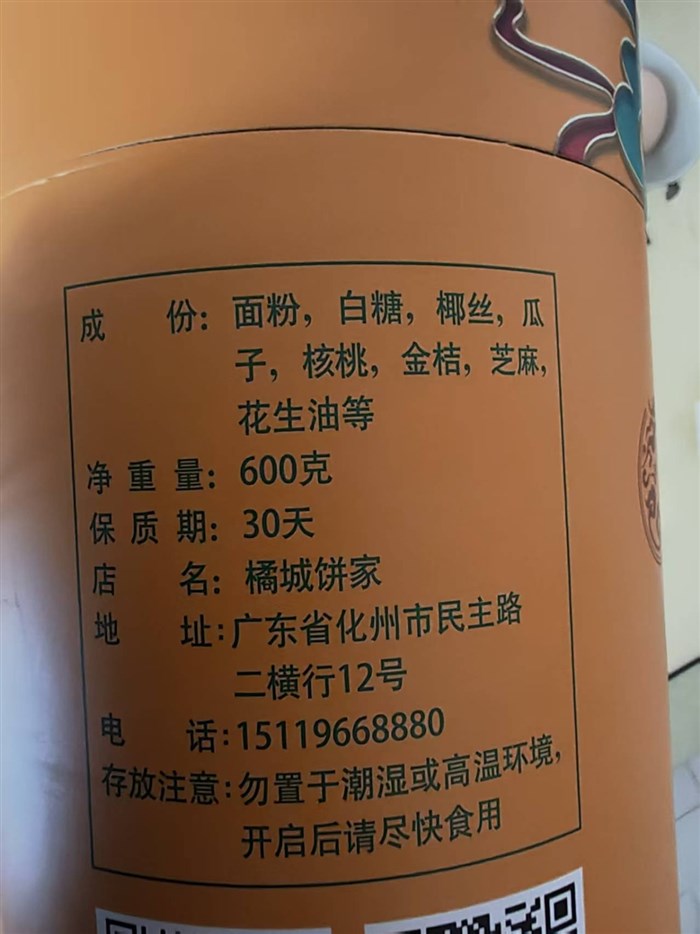 成份：面粉，白糖，椰丝，瓜
子，核桃，金桔，芝麻，
花生油等
净重量：600克
保质期：30天
店名：橘城饼家
地址：广东省化州市民主路
二横行12号
电话：15119668880
存放注意：勿置于潮湿或高温环境，
开启后请尽快食用